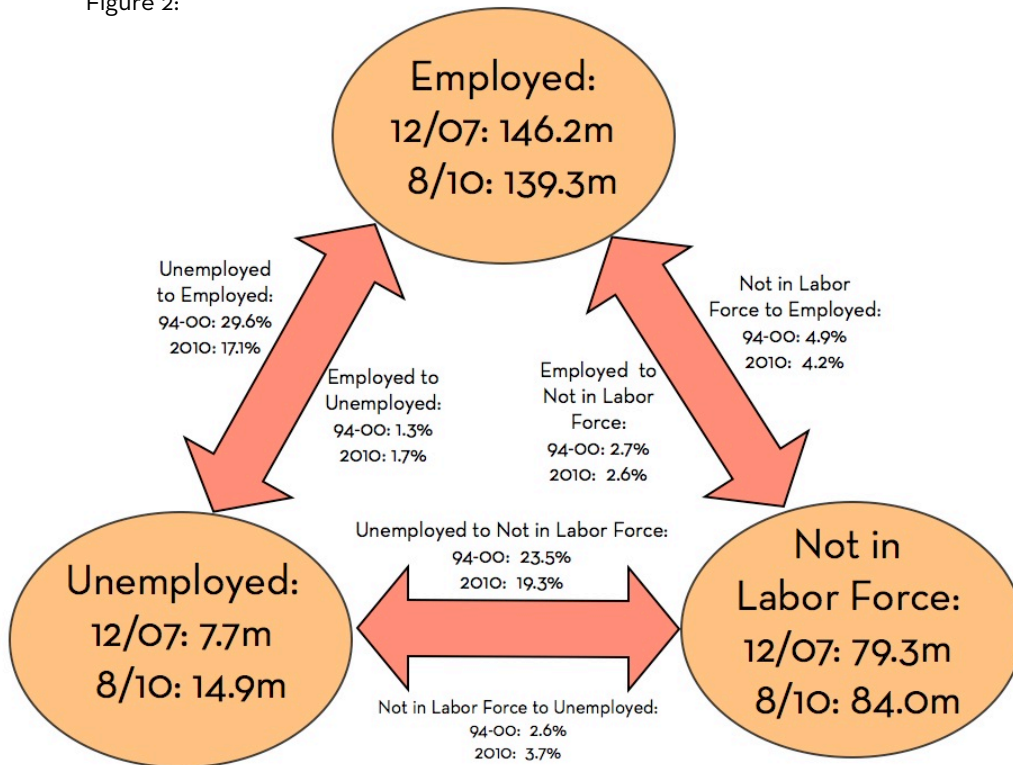 Figure 2:
Employed:
12/07: 146.2m
8/10: 139.3m
Unemployed
to Employed:
94-00: 29.6%
2010: 17.1%
Employed to
Unemployed:
94-00: 1.3%
2010: 1.7%
Not in Labor
Force to Employed:
94-00: 4.9%
2010: 4.2%
Employed to
Not in Labor
Force:
94-00: 2.7%
2010: 2.6%
Unemployed to Not in Labor Force:
94-00: 23.5%
2010: 19.3%
Unemployed:
12/07: 7.7m
8/10: 14.9m
Not in
Labor Force:
12/07: 79.3m
8/10: 84.0m
Not in Labor Force to Unemployed:
94-00: 2.6%
2010: 3.7%